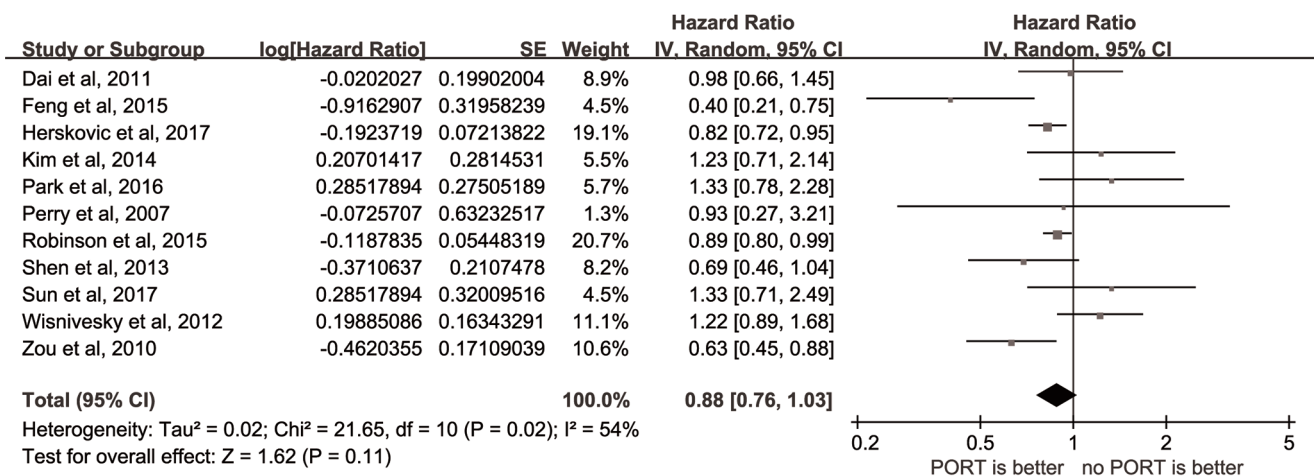 Hazard Ratio Hazard Ratio
Study or Subgroup log[Hazard Ratio] SE Weight IV, Random, 95% CI IV, Random, 95% CI
Dai et al, 2011 -0.0202027 0.19902004 8.9% 0.98 [0.66, 1.45]
Feng et al, 2015 -0.9162907 0.31958239 4.5% 0.40 [0.21, 0.75]
Herskovic et al, 2017 -0.1923719 0.07213822 19.1% 0.82 [0.72, 0.95]
Kim et al, 2014 0.20701417 0.2814531 5.5% 1.23 [0.71, 2.14]
Park et al, 2016 0.28517894 0.27505189 5.7% 1.33 [0.78, 2.28]
Perry et al, 2007 -0.0725707 0.63232517 1.3% 0.93 [0.27, 3.21]
Robinson et al, 2015 -0.1187835 0.05448319 20.7% 0.89 [0.80, 0.99]
Shen et al, 2013 -0.3710637 0.2107478 8.2% 0.69 [0.46, 1.04]
Sun et al, 2017 0.28517894 0.32009516 4.5% 1.33 [0.71, 2.49]
Wisnivesky et al, 2012 0.19885086 0.16343291 11.1% 1.22 [0.89, 1.68]
Zou et al, 2010 -0.4620355 0.17109039 10.6% 0.63 [0.45, 0.88]
Total (95% CI) 100.0% 0.88 [0.76, 1.03]
Heterogeneity: Tau² = 0.02; Chi² = 21.65, df = 10 (P = 0.02); I² = 54%
Test for overall effect: Z = 1.62 (P = 0.11)
0.2 0.5 1 2 5
PORT is better no PORT is better